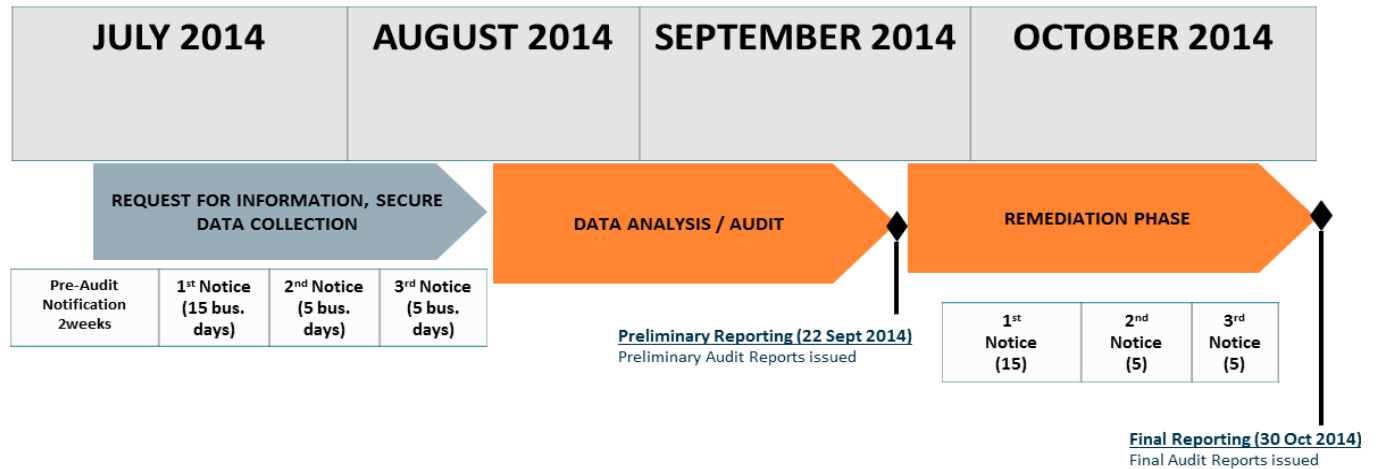 JULY 2014
AUGUST 2014
SEPTEMBER 2014
OCTOBER 2014
REQUEST FOR INFORMATION, SECURE
DATA COLLECTION
DATA ANALYSIS / AUDIT
REMEDIATION PHASE
Pre-Audit
Notification
2weeks
1st Notice
(15 bus.
days)
2nd Notice
(5 bus.
days)
3rd Notice
(5 bus.
days)
Preliminary Reporting (22 Sept 2014)
Preliminary Audit Reports issued
1st
Notice
(15)
2nd
Notice
(5)
3rd
Notice
(5)
Final Reporting (30 Oct 2014)
Final Audit Reports issued